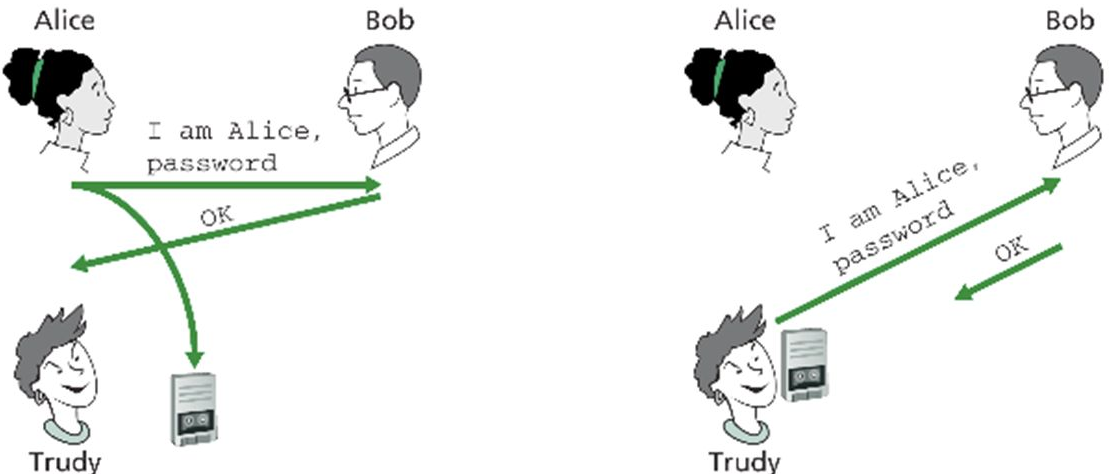 Alice
Bob
I am Alice,
password
OK
Trudy
Alice
Bob
I am Alice,
password
OK
Trudy